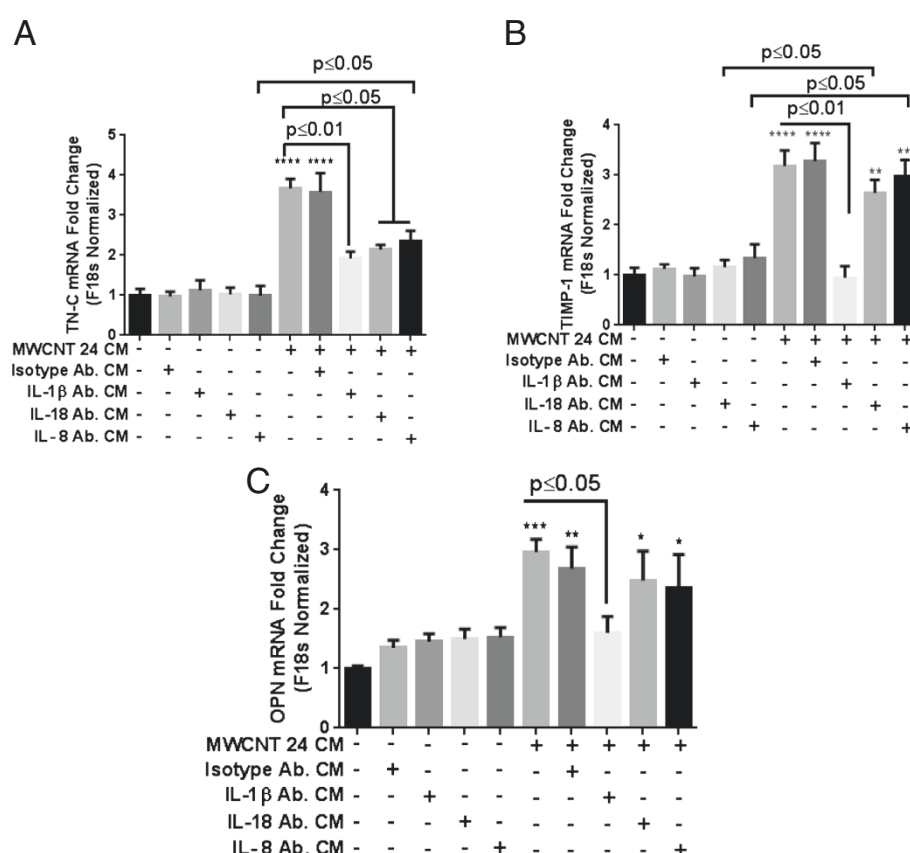 A
p≤0.05
p≤0.05
p≤0.01
**** ****
TN-C mRNA Fold Change
(F18s Normalized)
5
4
3
2
1
0
MWCNT 24 CM - - - - - + + + + +
Isotype Ab. CM - + - - - - + - - -
IL-1β Ab. CM - - + - - - - + - -
IL-18 Ab. CM - - - + - - - - + -
IL-8 Ab. CM - - - - + - - - - +
B
p≤0.05
p≤0.05
p≤0.01
**** **** ** **
TIMP-1 mRNA Fold Change
(F18s Normalized)
4
3
2
1
0
MWCNT 24 CM - - - - - + + + + +
Isotype Ab. CM - + - - - - + - - -
IL-1β Ab. CM - - + - - - - + - -
IL-18 Ab. CM - - - + - - - - + -
IL- 8 Ab. CM - - - - + - - - - +
C
p≤0.05
*** ** * *
OPN mRNA Fold Change
(F18s Normalized)
4
3
2
1
0
MWCNT 24 CM - - - - - + + + + +
Isotype Ab. CM - + - - - - + - - -
IL-1β Ab. CM - - + - - - - + - -
IL-18 Ab. CM - - - + - - - - + -
IL- 8 Ab. CM - - - - + - - - - +